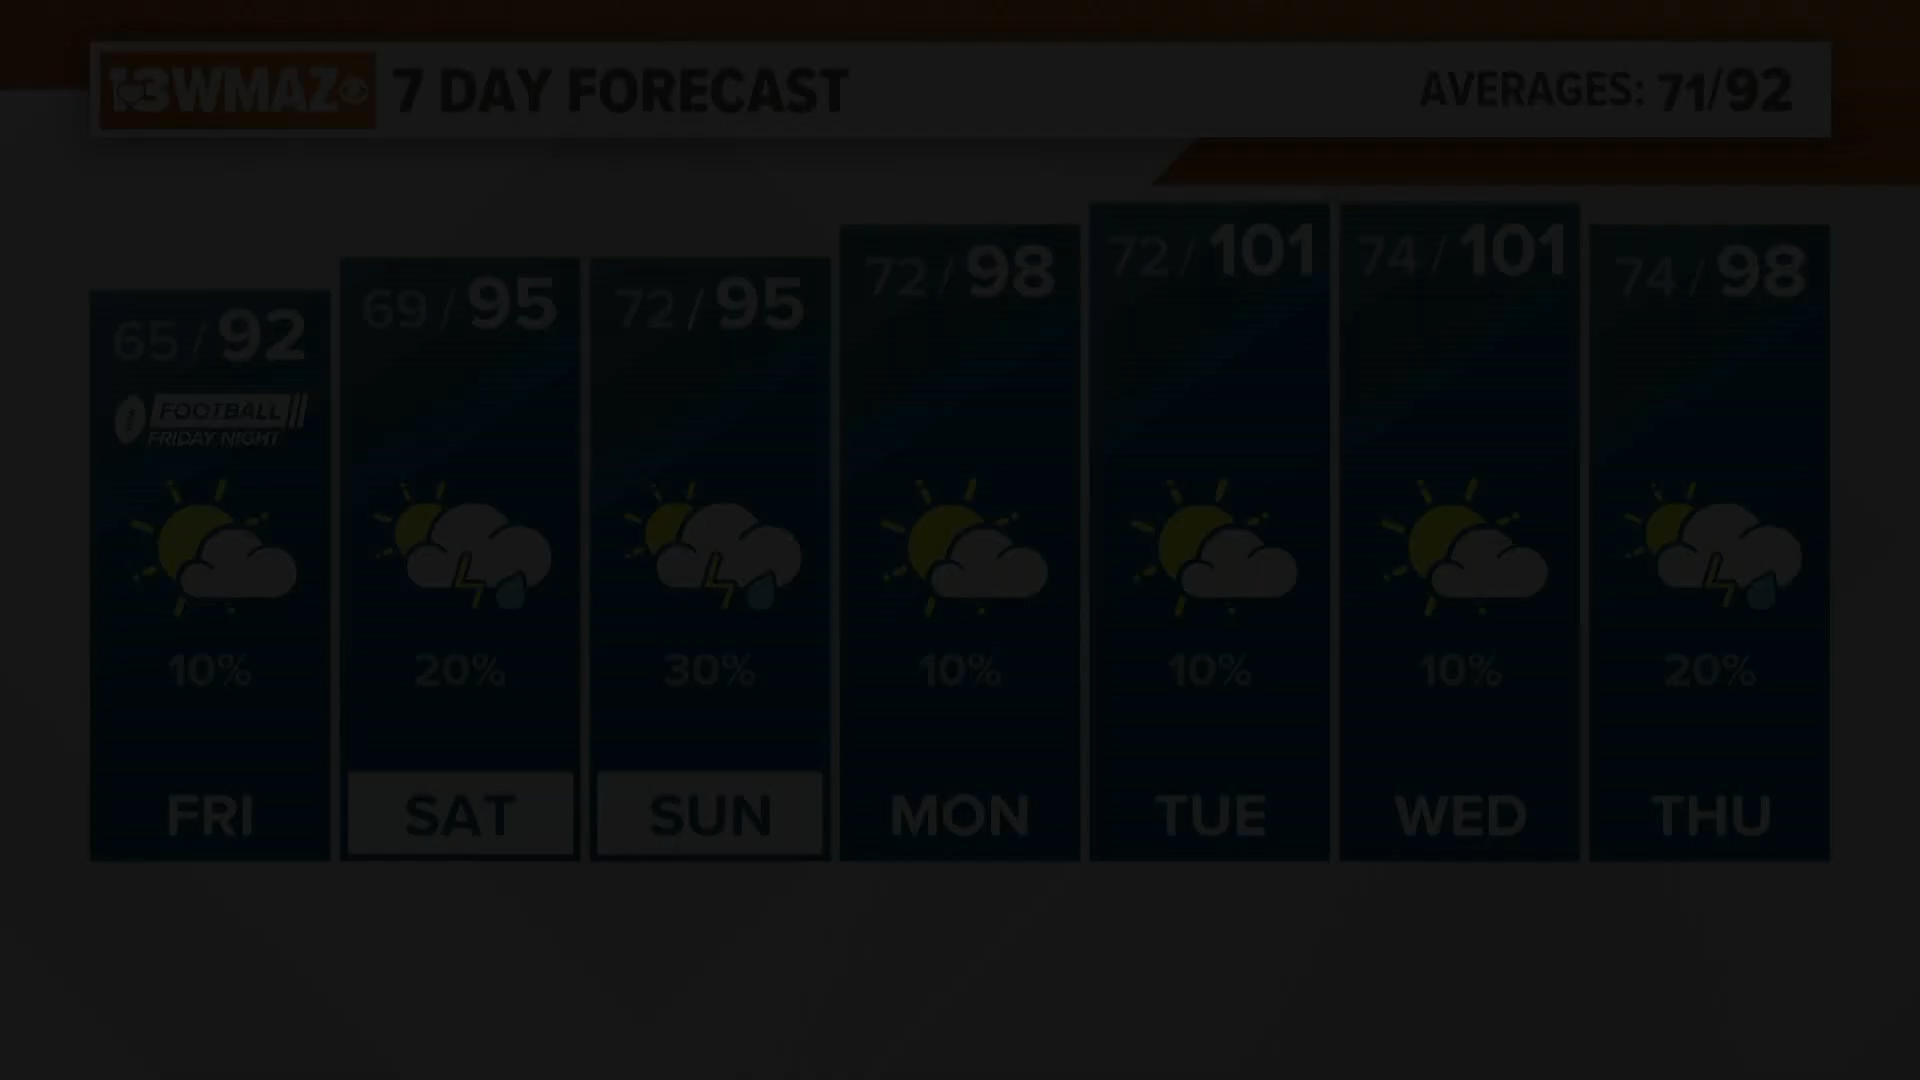 13WMAZ 7 DAY FORECAST AVERAGES: 71/92
65/92 69/95 72/95 72/98 72/101 74/101 74/98
FOOTBALL
FRIDAY NIGHT
10% 20% 30% 10% 10% 10% 20%
FRI SAT SUN MON TUE WED THU